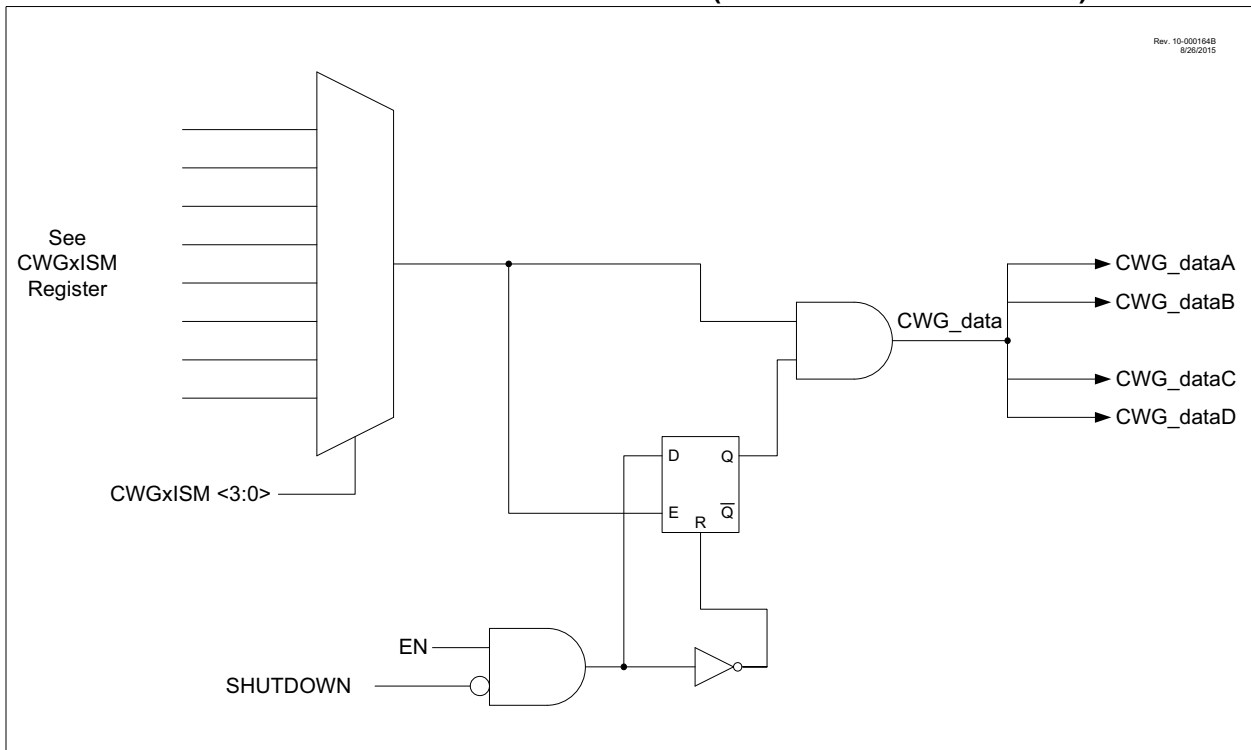 Rev. 10-000164B
8/26/2015
See
CWGxISM
Register
CWGxISM <3:0>
CWG_data
CWG_dataA
CWG_dataB
CWG_dataC
CWG_dataD
D
Q
E
Q̅
R
EN
SHUTDOWN